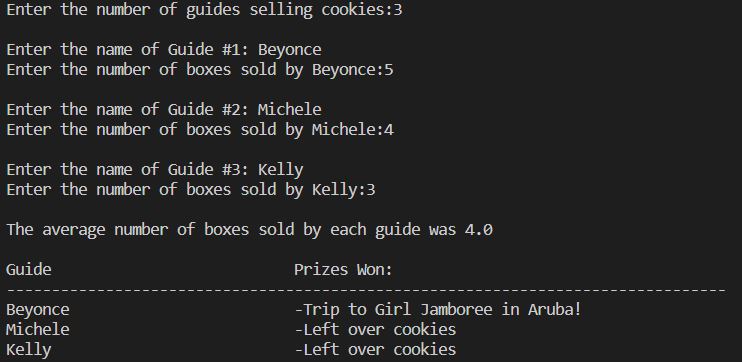 Enter the number of guides selling cookies:3
Enter the name of Guide #1: Beyonce
Enter the number of boxes sold by Beyonce:5
Enter the name of Guide #2: Michele
Enter the number of boxes sold by Michele:4
Enter the name of Guide #3: Kelly
Enter the number of boxes sold by Kelly:3
The average number of boxes sold by each guide was 4.0
Guide                           Prizes Won:
--------------------------------------------------------------------------------
Beyonce                         -Trip to Girl Jamboree in Aruba!
Michele                         -Left over cookies
Kelly                           -Left over cookies